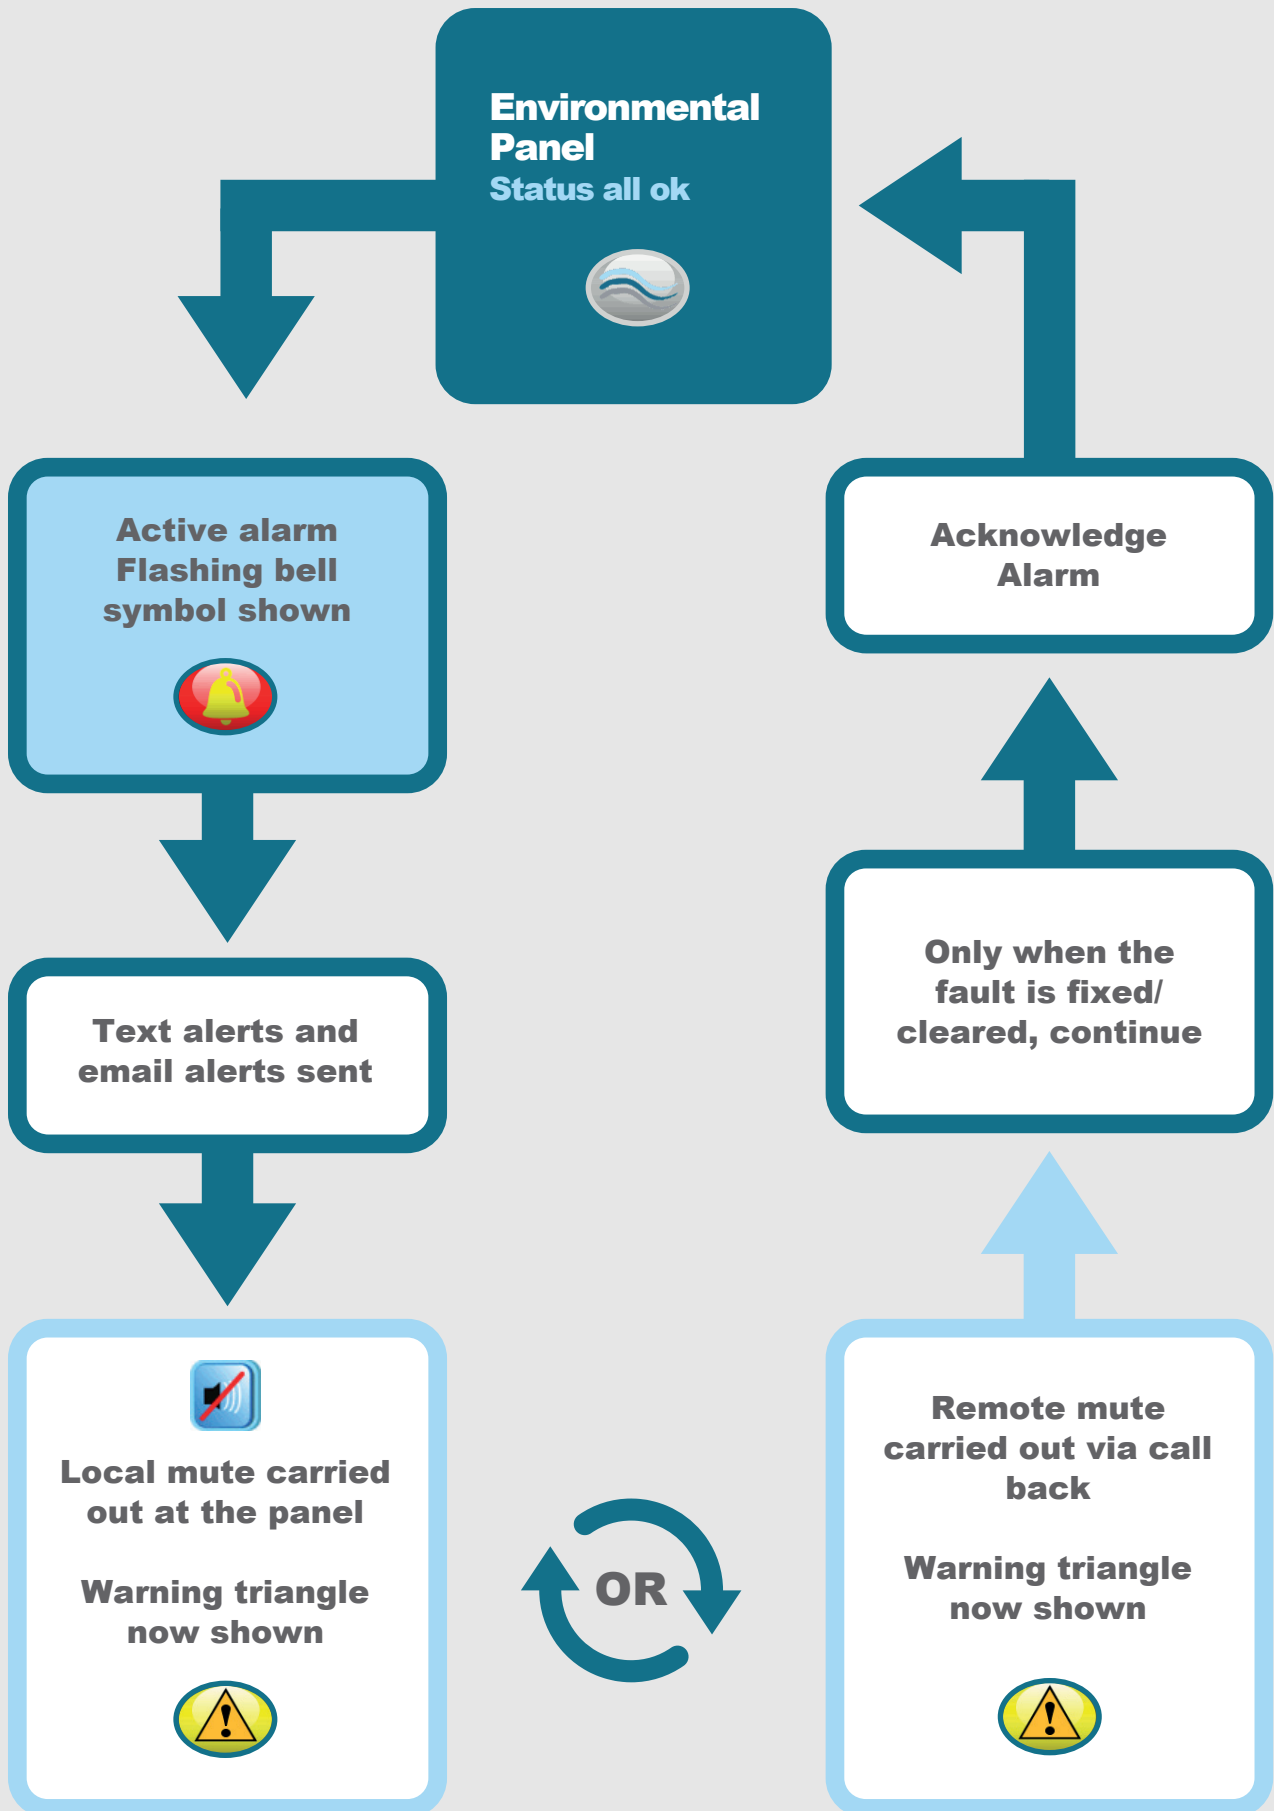 Environmental
Panel
Status all ok
Active alarm
Flashing bell
symbol shown
Text alerts and
email alerts sent
Local mute carried
out at the panel
Warning triangle
now shown
OR
Remote mute
carried out via call
back
Warning triangle
now shown
Only when the
fault is fixed/
cleared, continue
Acknowledge
Alarm